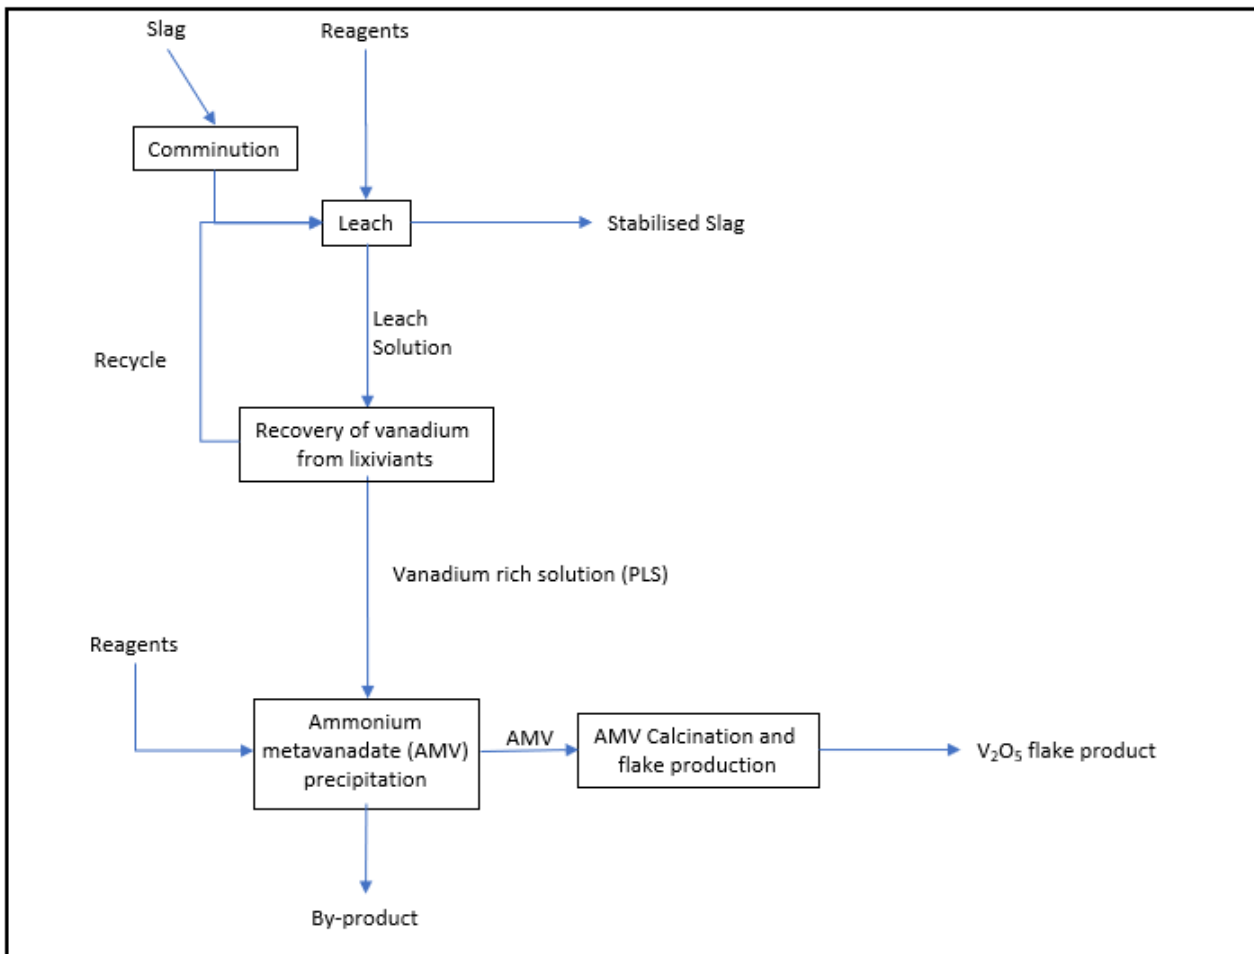 Slag
Reagents
Comminution
Leach
Stabilised Slag
Leach
Solution
Recycle
Recovery of vanadium
from lixiviants
Vanadium rich solution (PLS)
Reagents
Ammonium
metavanadate (AMV)
precipitation
AMV
AMV Calcination and
flake production
V₂O₅ flake product
By-product